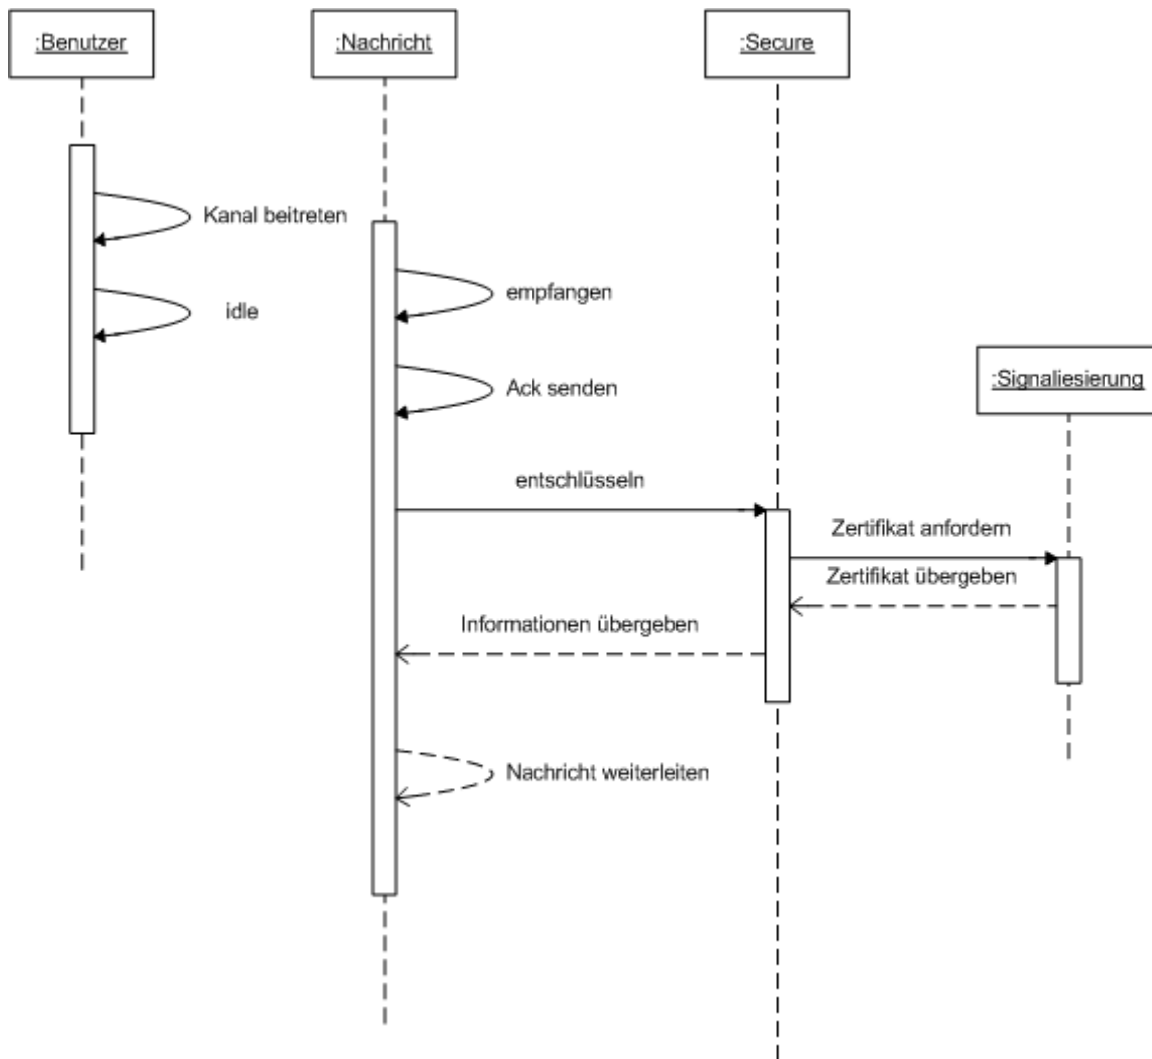 :Benutzer
:Nachricht
:Secure
Kanal beitreten
empfangen
idle
:Signaliesierung
Ack senden
entschlüsseln
Zertifikat anfordern
Zertifikat übergeben
Informationen übergeben
Nachricht weiterleiten